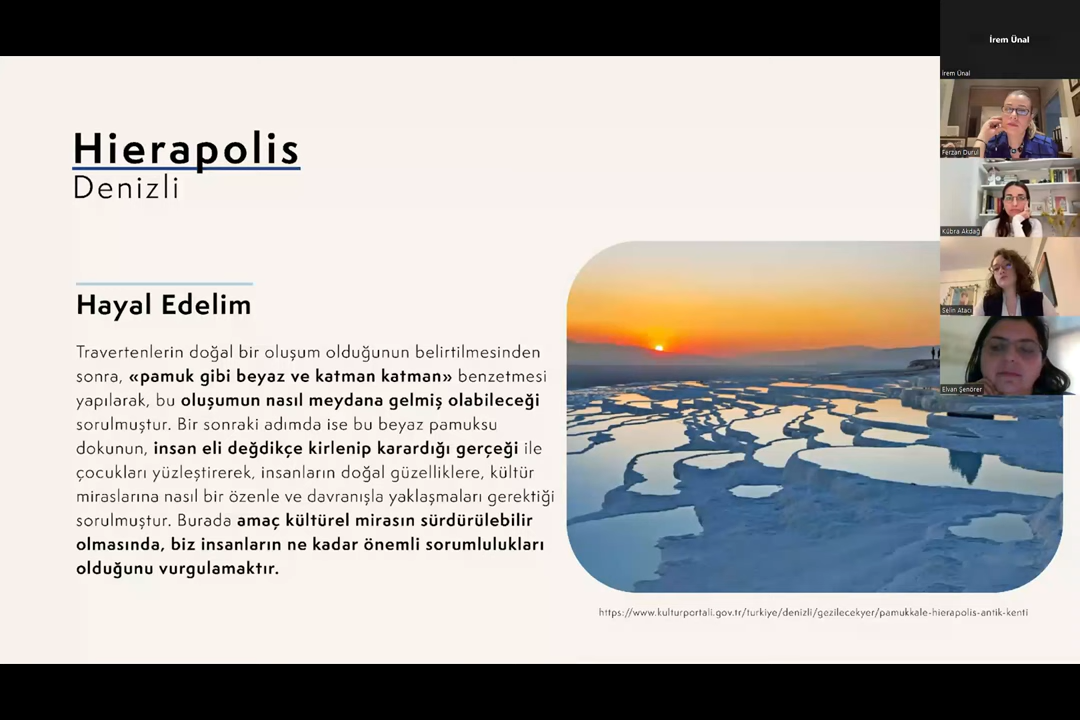 Hierapolis
Denizli
Hayal Edelim
Travertenlerin doğal bir oluşum olduğunun belirtilmesinden
sonra, «pamuk gibi beyaz ve katman katman» benzetmesi
yapılarak, bu oluşumun nasıl meydana gelmiş olabileceği
sorulmuştur. Bir sonraki adımda ise bu beyaz pamuksu
dokunun, insan eli değdikçe kirlenip karardığı gerçeği ile
çocukları yüzleştirerek, insanların doğal güzelliklere, kültür
miraslarına nasıl bir özenle ve davranışla yaklaşmaları gerektiği
sorulmuştur. Burada amaç kültürel mirasın sürdürülebilir
olmasında, biz insanların ne kadar önemli sorumlulukları
olduğunu vurgulamaktır.
https://www.kulturportali.gov.tr/turkiye/denizli/gezilecekyer/pamukkale-hierapolis-antik-kenti
İrem Ünal
İrem Ünal
Ferzan Durul
Kübra Akdağ
Selin Atacı
Elvan Şenörer